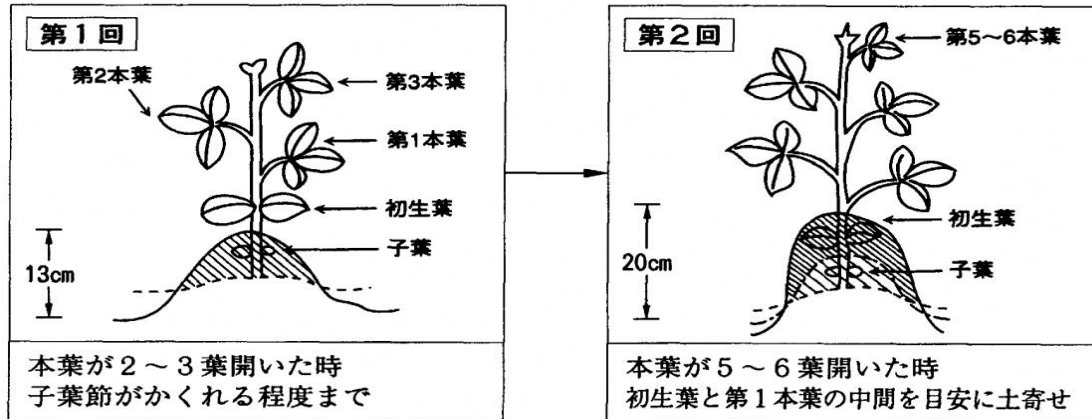 第1回
第2本葉
第3本葉
第1本葉
初生葉
子葉
13cm
本葉が2～3葉開いた時
子葉節がかくれる程度まで
第2回
第5～6本葉
初生葉
子葉
20cm
本葉が5～6葉開いた時
初生葉と第1本葉の中間を目安に土寄せ